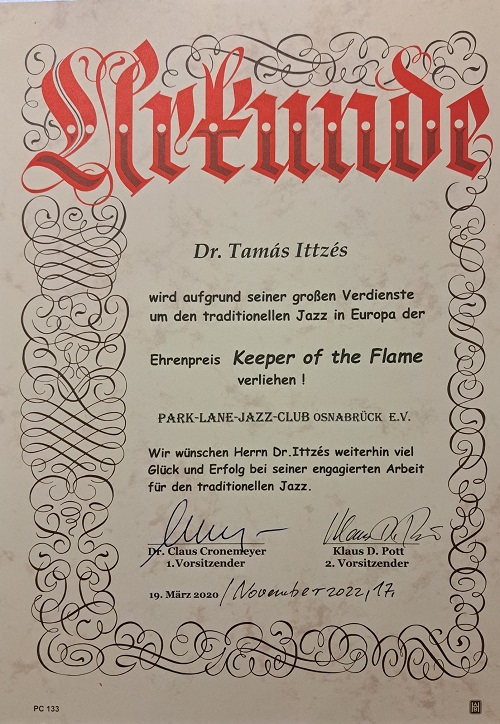 Urkunde
Dr. Tamás Ittzés
wird aufgrund seiner großen Verdienste
um den traditionellen Jazz in Europa der
Ehrenpreis Keeper of the Flame
verliehen !
PARK-LANE-JAZZ-CLUB OSNABRÜCK E.V.
Wir wünschen Herrn Dr.Ittzés weiterhin viel
Glück und Erfolg bei seiner engagierten Arbeit
für den traditionellen Jazz.
Klaus D. Pott
Dr. Claus Cronemeyer Klaus D. Pott
1.Vorsitzender 2. Vorsitzender
19. März 2020 / November 2022, 17.
PC 133